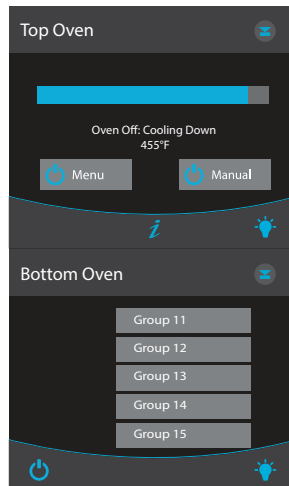 Top Oven
Oven Off: Cooling Down
455°F
Menu
Manual
i
Bottom Oven
Group 11
Group 12
Group 13
Group 14
Group 15